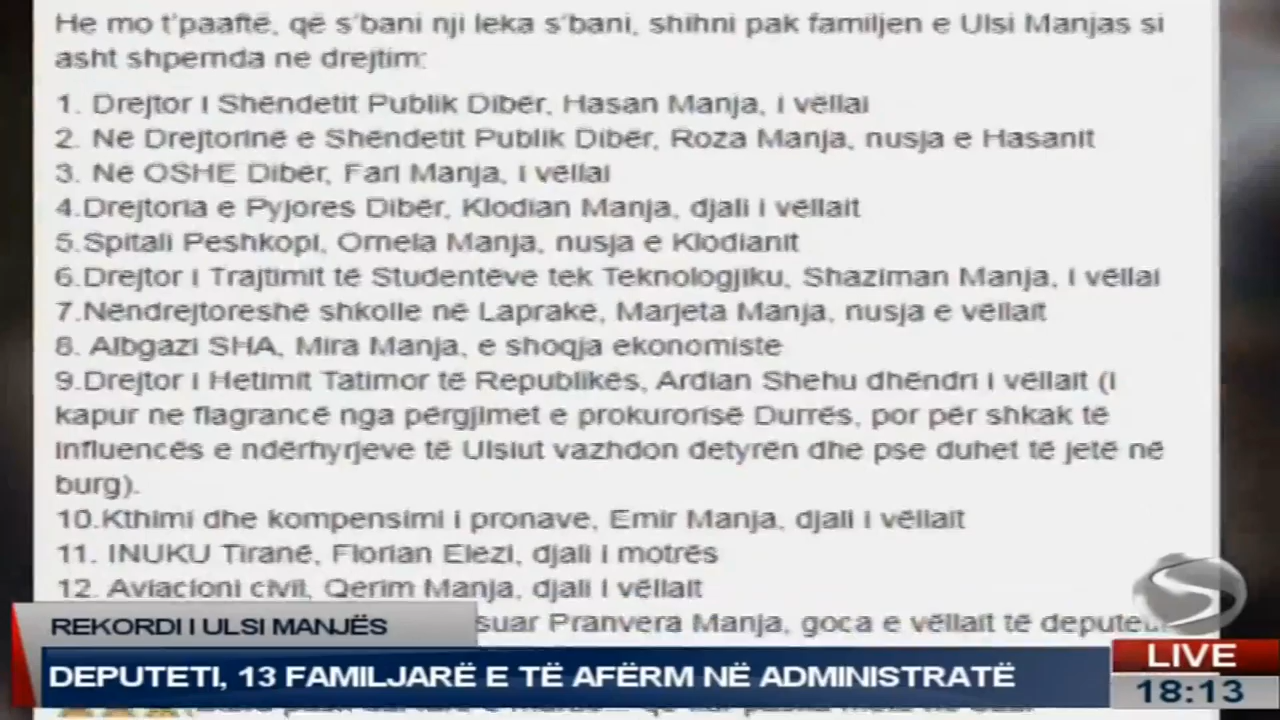 He mo t'paaftë, që s'bani nji leka s'bani, shihni pak familjen e Ulsi Manjas si
asht shpërnda ne drejtim:
1. Drejtor i Shëndetit Publik Dibër, Hasan Manja, i vëllai
2. Ne Drejtorinë e Shëndetit Publik Dibër, Roza Manja, nusja e Hasanit
3. Ne OSHE Dibër, Fari Manja, i vëllai
4.Drejtoria e Pyjores Dibër, Klodian Manja, djali i vëllait
5.Spitali Peshkopi, Ornela Manja, nusja e Klodianit
6.Drejtor i Trajtimit të Studentëve tek Teknologjiku, Shaziman Manja, i vëllai
7.Nëndrejtoreshë shkolle në Laprakë, Marjeta Manja, nusja e vëllait
8. Albgazi SHA, Mira Manja, e shoqja ekonomiste
9.Drejtor i Hetimit Tatimor të Republikës, Ardian Shehu dhëndri i vëllait (i
kapur ne flagrancë nga përgjimet e prokurorisë Durrës, por për shkak të
influencës e ndërhyrjeve të Ulsiut vazhdon detyrën dhe pse duhet të jetë në
burg).
10.Kthimi dhe kompensimi i pronave, Emir Manja, djali i vëllait
11. INUKU Tiranë, Florian Elezi, djali i motrës
12. Aviacioni civil, Qerim Manja, djali i vëllait
suar Pranvera Manja, goca e vëllait të
REKORDI I ULSI MANJËS
DEPUTETI, 13 FAMILJARË E TË AFËRM NË ADMINISTRATË
LIVE
18:13